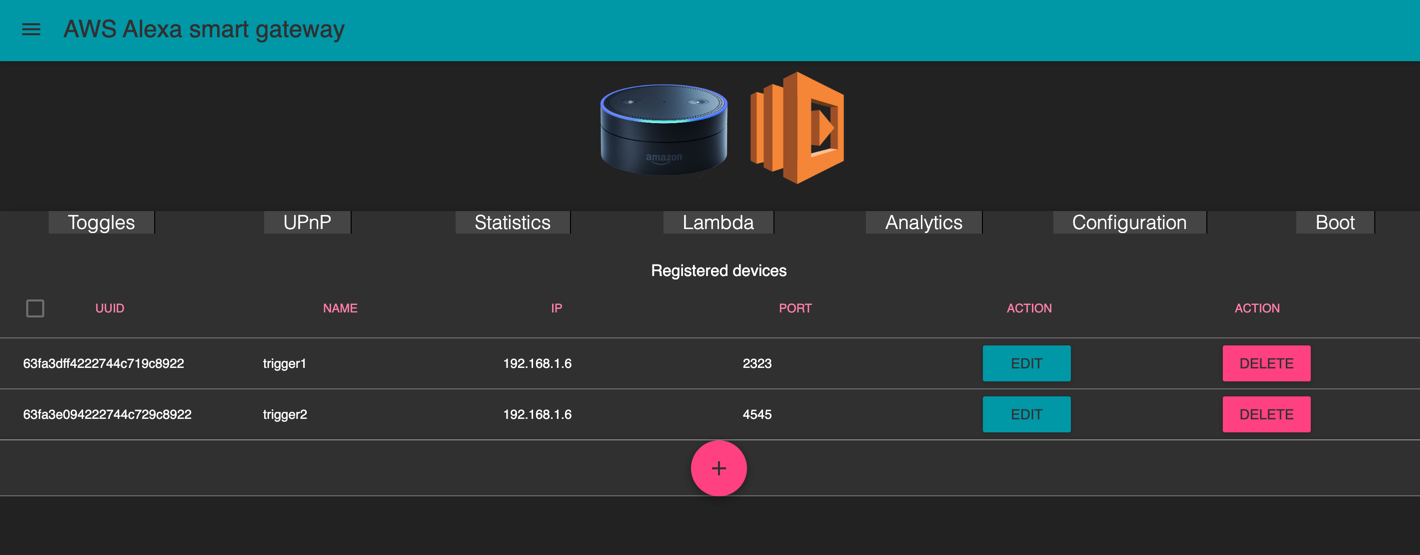 AWS Alexa smart gateway
amazon
Toggles UPnP Statistics Lambda Analytics Configuration Boot
Registered devices
UUID NAME IP PORT ACTION ACTION
63fa3dff4222744c719c8922 trigger1 192.168.1.6 2323 EDIT DELETE
63fa3e094222744c729c8922 trigger2 192.168.1.6 4545 EDIT DELETE
+